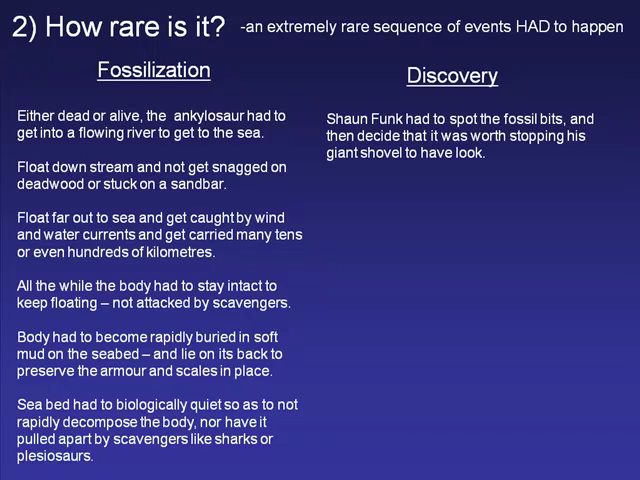 2) How rare is it? -an extremely rare sequence of events HAD to happen
Fossilization
Either dead or alive, the ankylosaur had to
get into a flowing river to get to the sea.
Float down stream and not get snagged on
deadwood or stuck on a sandbar.
Float far out to sea and get caught by wind
and water currents and get carried many tens
or even hundreds of kilometres.
All the while the body had to stay intact to
keep floating – not attacked by scavengers.
Body had to become rapidly buried in soft
mud on the seabed – and lie on its back to
preserve the armour and scales in place.
Sea bed had to biologically quiet so as to not
rapidly decompose the body, nor have it
pulled apart by scavengers like sharks or
plesiosaurs.
Discovery
Shaun Funk had to spot the fossil bits, and
then decide that it was worth stopping his
giant shovel to have look.